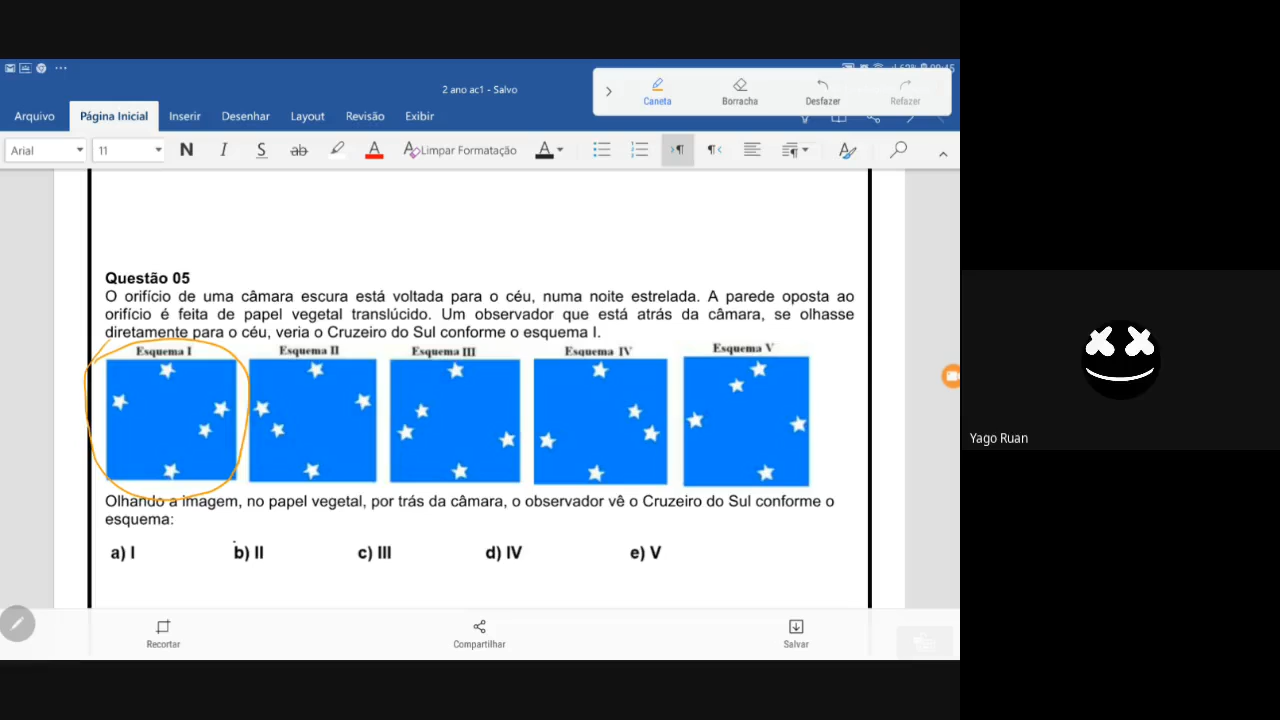 2 ano ac1 - Salvo
Caneta
Borracha
Desfazer
Refazer
Arquivo
Página Inicial
Inserir
Desenhar
Layout
Revisão
Exibir
Arial
11
N
I
S
ab
Limpar Formatação
Questão 05
O orifício de uma câmara escura está voltada para o céu, numa noite estrelada. A parede oposta ao
orifício é feita de papel vegetal translúcido. Um observador que está atrás da câmara, se olhasse
diretamente para o céu, veria o Cruzeiro do Sul conforme o esquema I.
Esquema I
Esquema II
Esquema III
Esquema IV
Esquema V
Olhando a imagem, no papel vegetal, por trás da câmara, o observador vê o Cruzeiro do Sul conforme o
esquema:
a) I
b) II
c) III
d) IV
e) V
Recortar
Compartilhar
Salvar
Yago Ruan